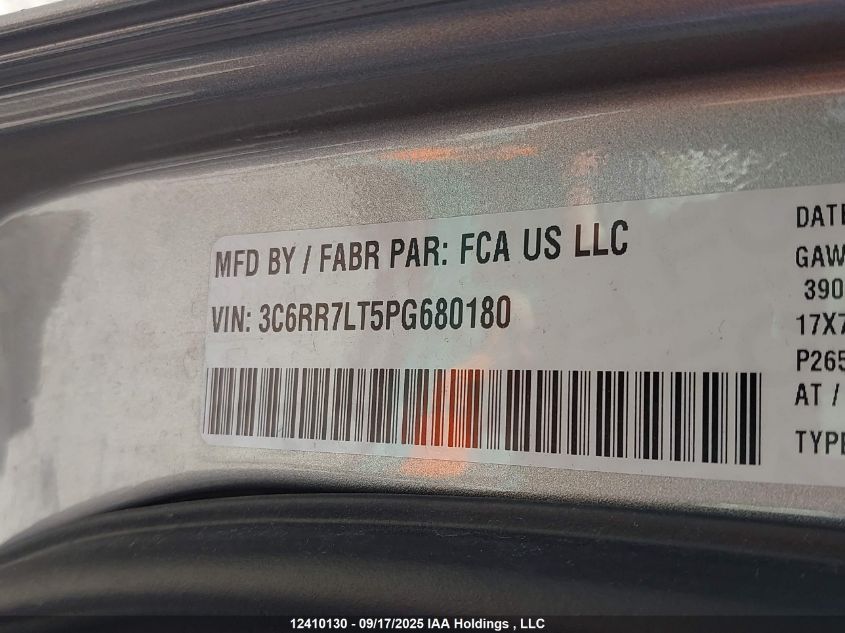 MFD BY / FABR PAR: FCA US LLC
VIN: 3C6RR7LT5PG680180
DATE
GAW
390
17X7
P265
AT /
TYPE
12410130 - 09/17/2025 IAA Holdings , LLC